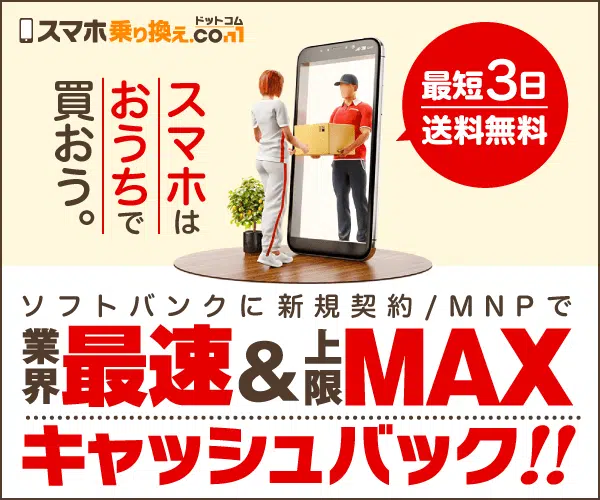 スマホ乗り換え.com
ドットコム
スマホは
おうちで
買おう。
最短3日
送料無料
ソフトバンクに新規契約/MNPで
業界最速&上限MAX
キャッシュバック!!